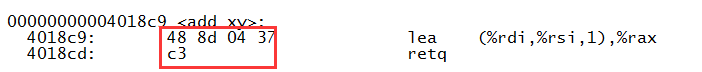 00000000004018c9 <add_xy>:
4018c9: 48 8d 04 37 lea (%rdi,%rsi,1),%rax
4018cd: c3 retq